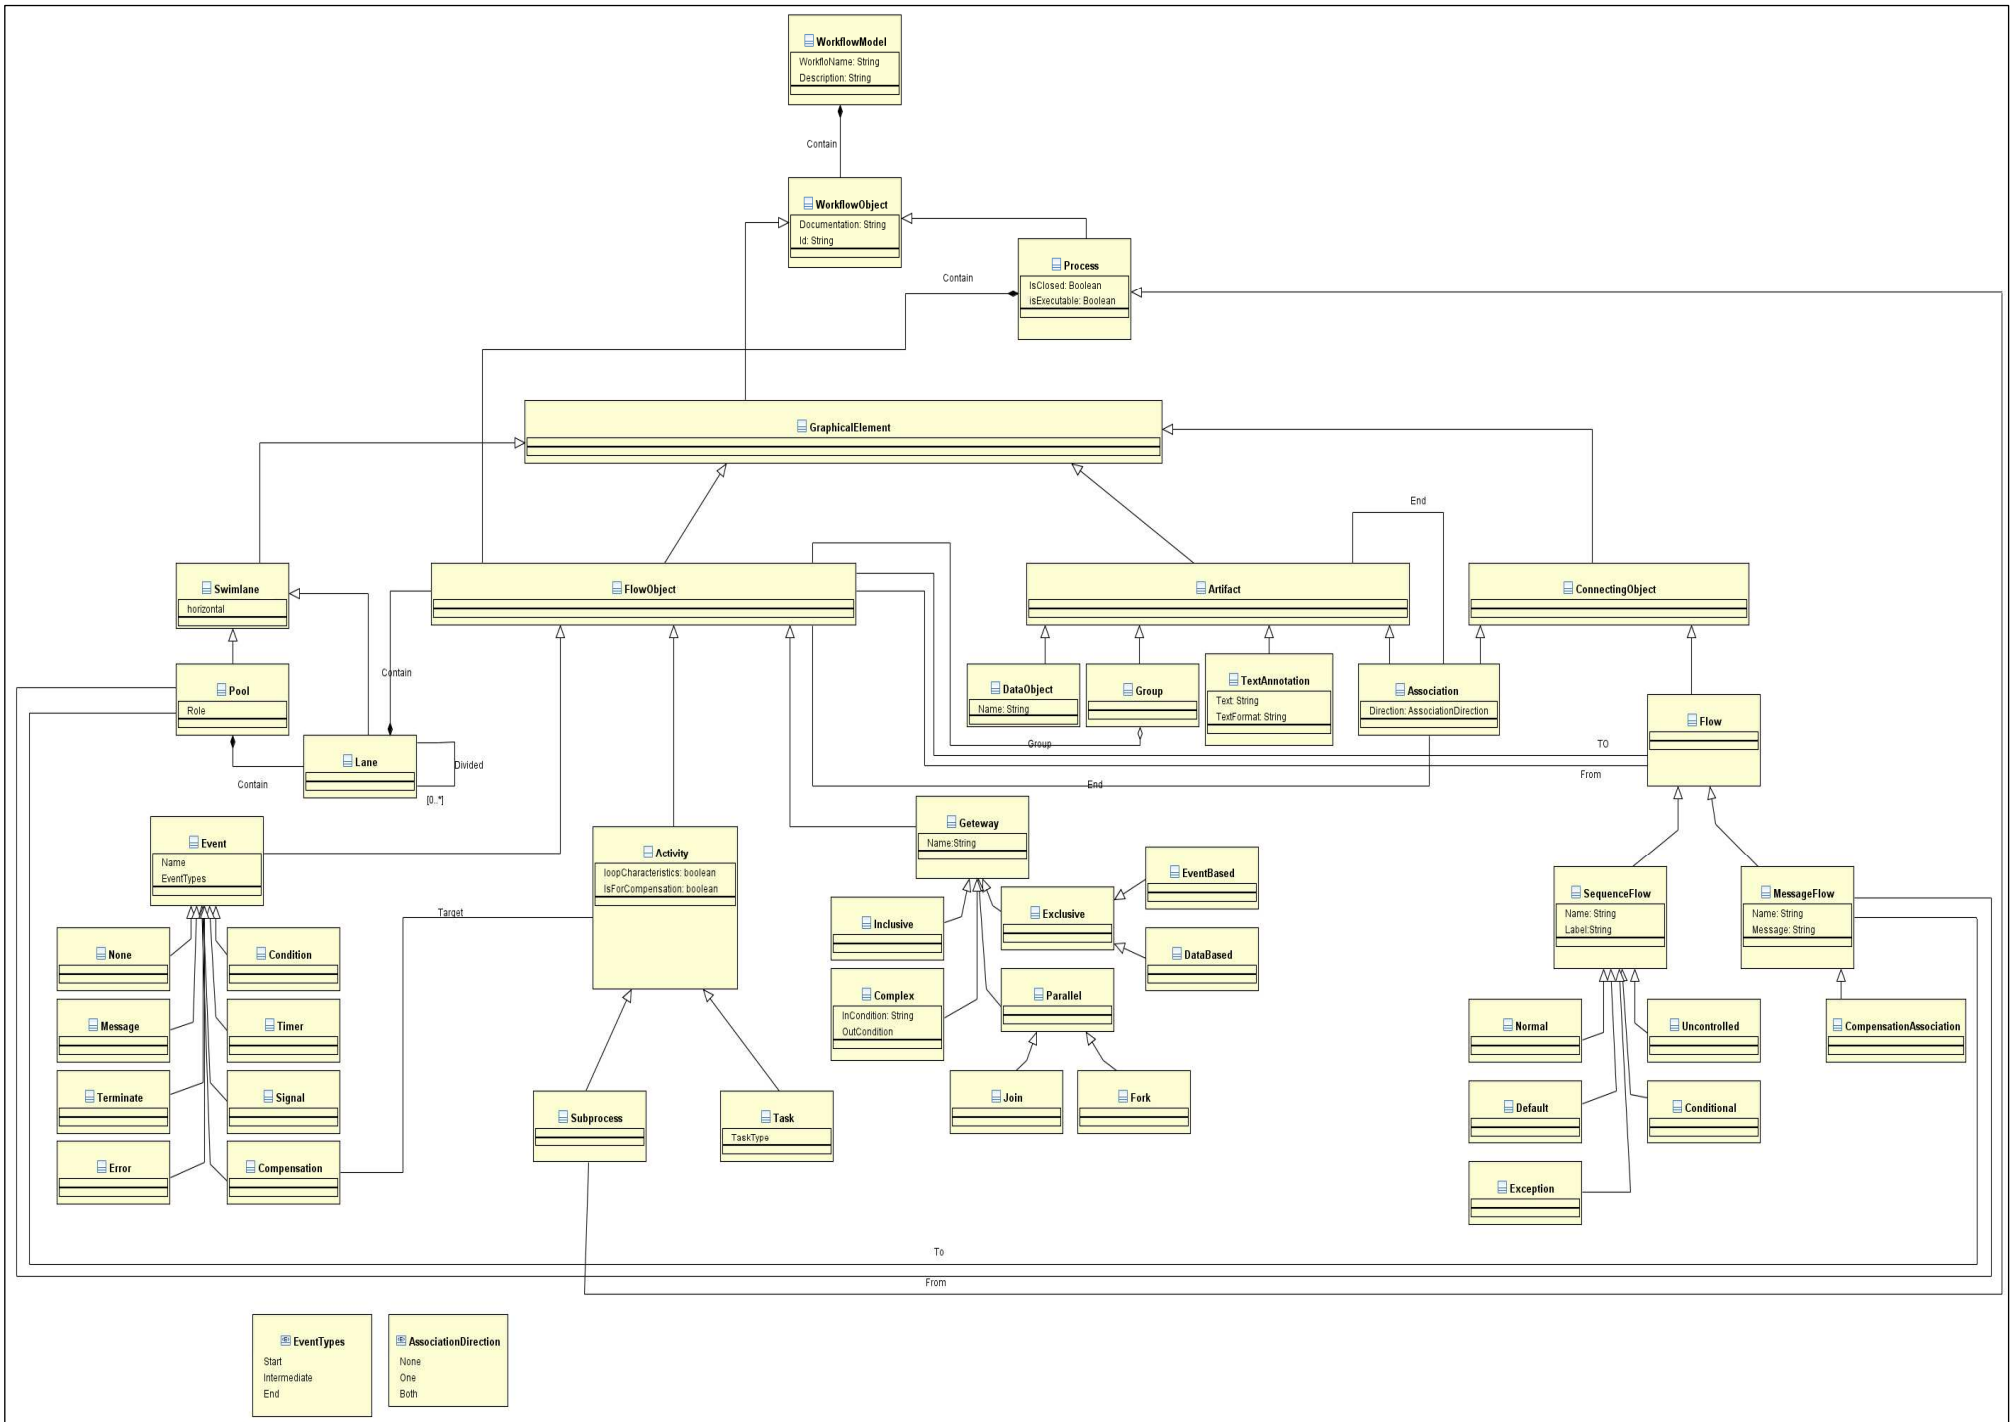 WorkflowModel
WorkfloName: String
Description: String
Contain
WorkflowObject
Documentation: String
Id: String
Process
IsClosed: Boolean
isExecutable: Boolean
Contain
GraphicalElement
End
Swimlane
horizontal
FlowObject
Artifact
ConnectingObject
Pool
Role
Contain
DataObject
Name: String
Group
TextAnnotation
Text: String
TextFormat: String
Association
Direction: AssociationDirection
Flow
Lane
Divided
[0..*]
Contain
Group
TO
From
End
Event
Name
EventTypes
Activity
loopCharacteristics: boolean
IsForCompensation: boolean
Geteway
Name:String
EventBased
Exclusive
Inclusive
DataBased
SequenceFlow
Name: String
Label:String
MessageFlow
Name: String
Message: String
Target
None
Condition
Message
Timer
Terminate
Signal
Error
Compensation
Complex
InCondition: String
OutCondition
Parallel
Join
Fork
Subprocess
Task
TaskType
Normal
Uncontrolled
CompensationAssociation
Default
Conditional
Exception
To
From
EventTypes
Start
Intermediate
End
AssociationDirection
None
One
Both